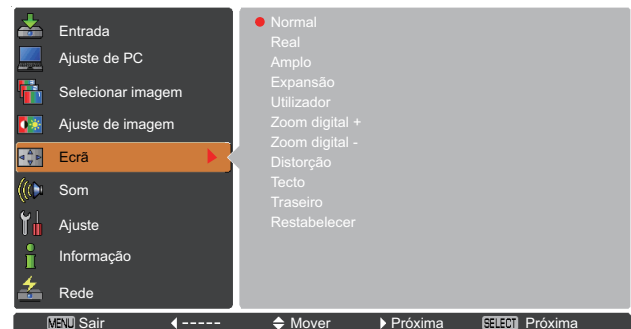 Entrada
Ajuste de PC
Selecionar imagem
Ajuste de imagem
Ecrã
Som
Ajuste
Informação
Rede
Normal
Real
Amplo
Expansão
Utilizador
Zoom digital +
Zoom digital -
Distorção
Tecto
Traseiro
Restabelecer
MENU Sair ----- Mover Próxima SELECT Próxima